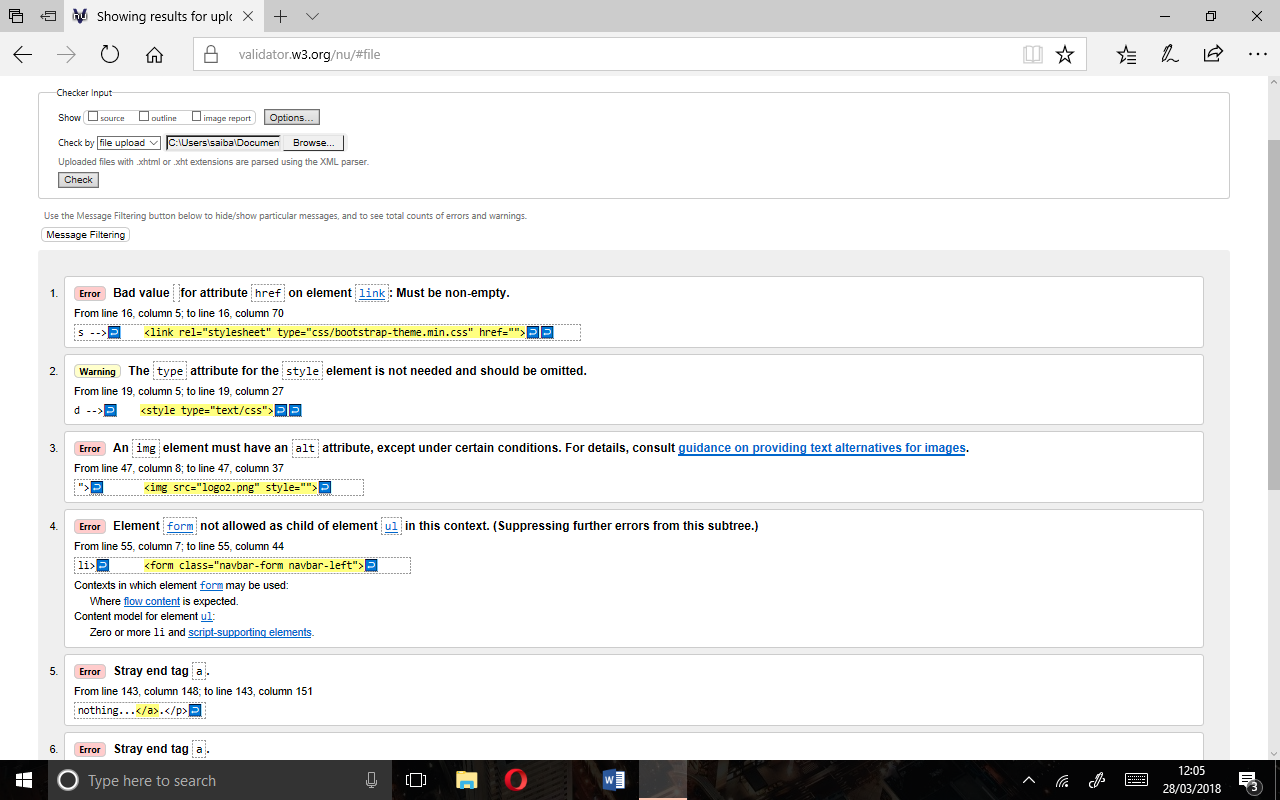 Showing results for uplo
validator.w3.org/nu/#file
Checker Input
Show source outline image report Options...
Check by file upload C:\Users\saiba\Documen Browse...
Uploaded files with .xhtml or .xht extensions are parsed using the XML parser.
Check
Use the Message Filtering button below to hide/show particular messages, and to see total counts of errors and warnings.
Message Filtering
1. Error Bad value for attribute href on element link: Must be non-empty.
From line 16, column 5; to line 16, column 70
s --> <link rel="stylesheet" type="css/bootstrap-theme.min.css" href="">
2. Warning The type attribute for the style element is not needed and should be omitted.
From line 19, column 5; to line 19, column 27
d --> <style type="text/css">
3. Error An img element must have an alt attribute, except under certain conditions. For details, consult guidance on providing text alternatives for images.
From line 47, column 8; to line 47, column 37
"> <img src="logo2.png" style="">
4. Error Element form not allowed as child of element ul in this context. (Suppressing further errors from this subtree.)
From line 55, column 7; to line 55, column 44
li> <form class="navbar-form navbar-left">
Contexts in which element form may be used:
Where flow content is expected.
Content model for element ul:
Zero or more li and script-supporting elements.
5. Error Stray end tag a.
From line 143, column 148; to line 143, column 151
nothing...</a>.</p>
6. Error Stray end tag a.
Type here to search
12:05
28/03/2018
3